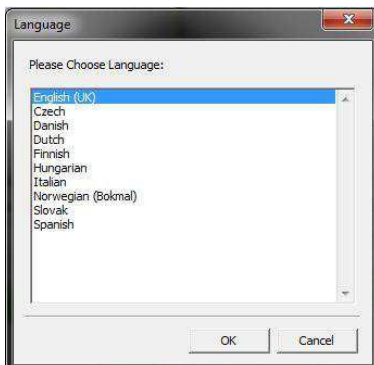 Language
Please Choose Language:
English (UK)
Czech
Danish
Dutch
Finnish
Hungarian
Italian
Norwegian (Bokmal)
Slovak
Spanish
OK
Cancel